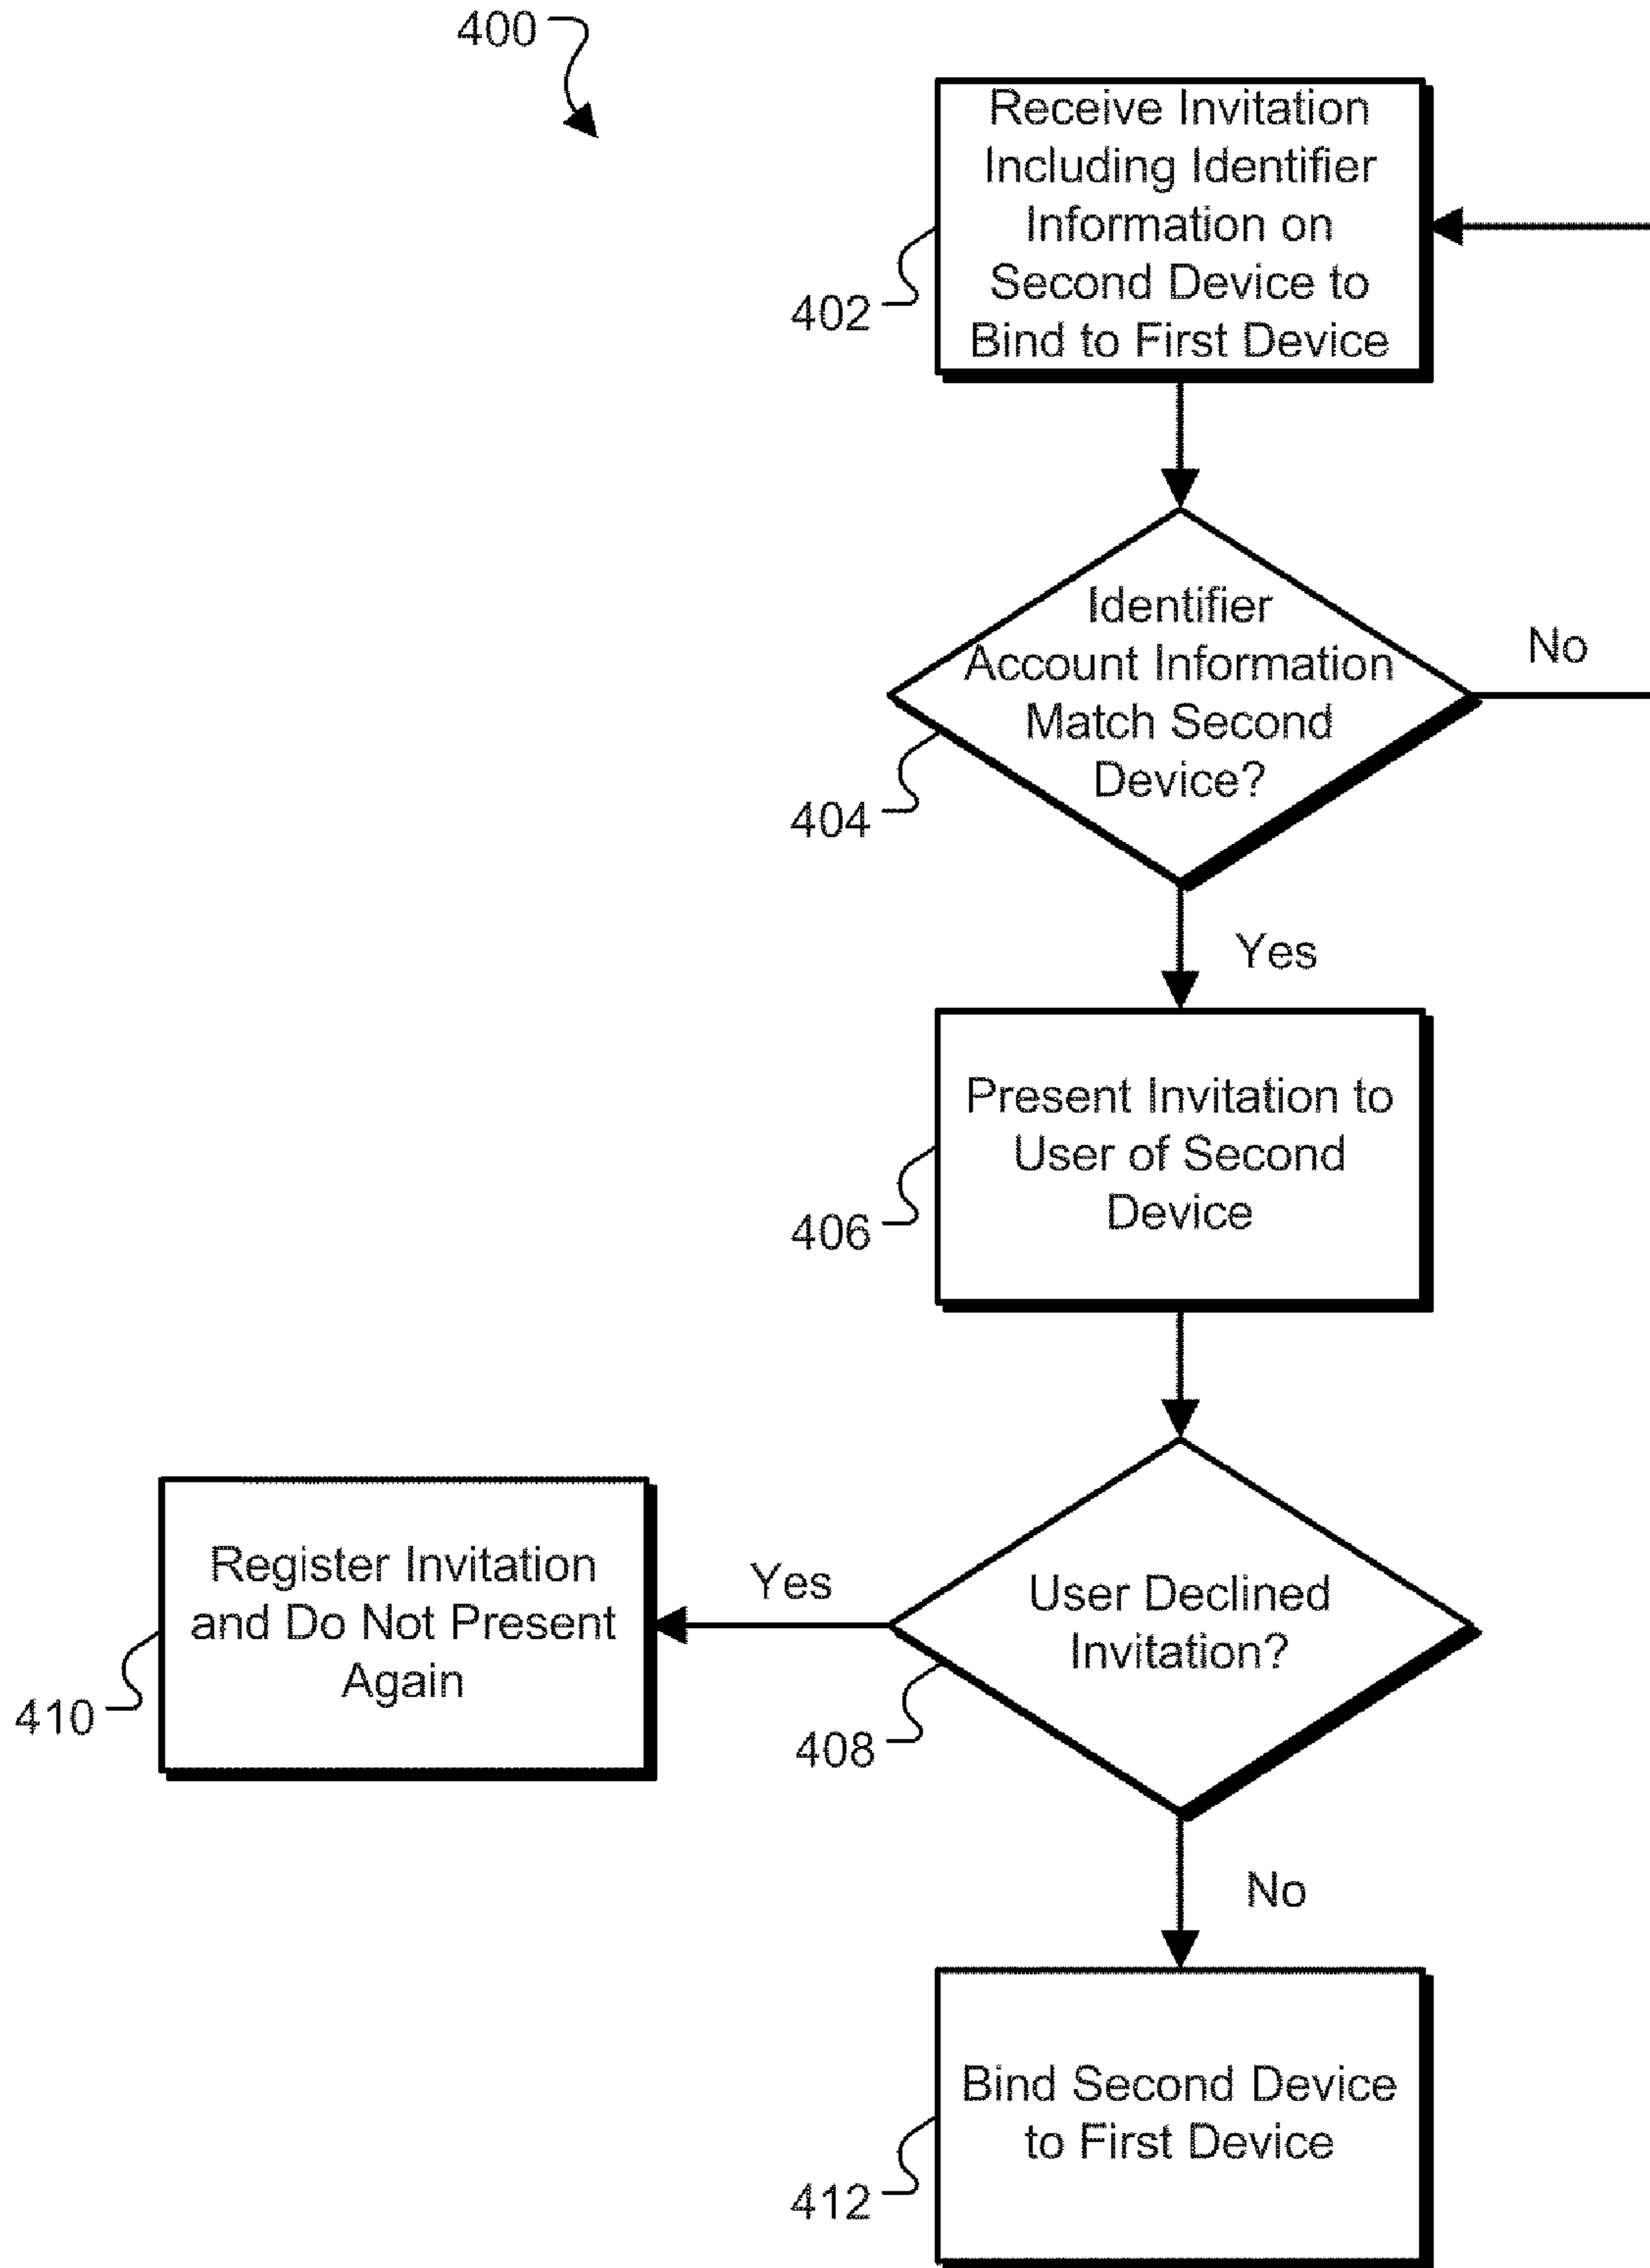 400
Receive Invitation
Including Identifier
Information on
Second Device to
Bind to First Device
402
Identifier
Account Information
Match Second
Device?
No
404
Yes
Present Invitation to
User of Second
Device
406
Register Invitation
and Do Not Present
Again
Yes
User Declined
Invitation?
410
408
No
Bind Second Device
to First Device
412